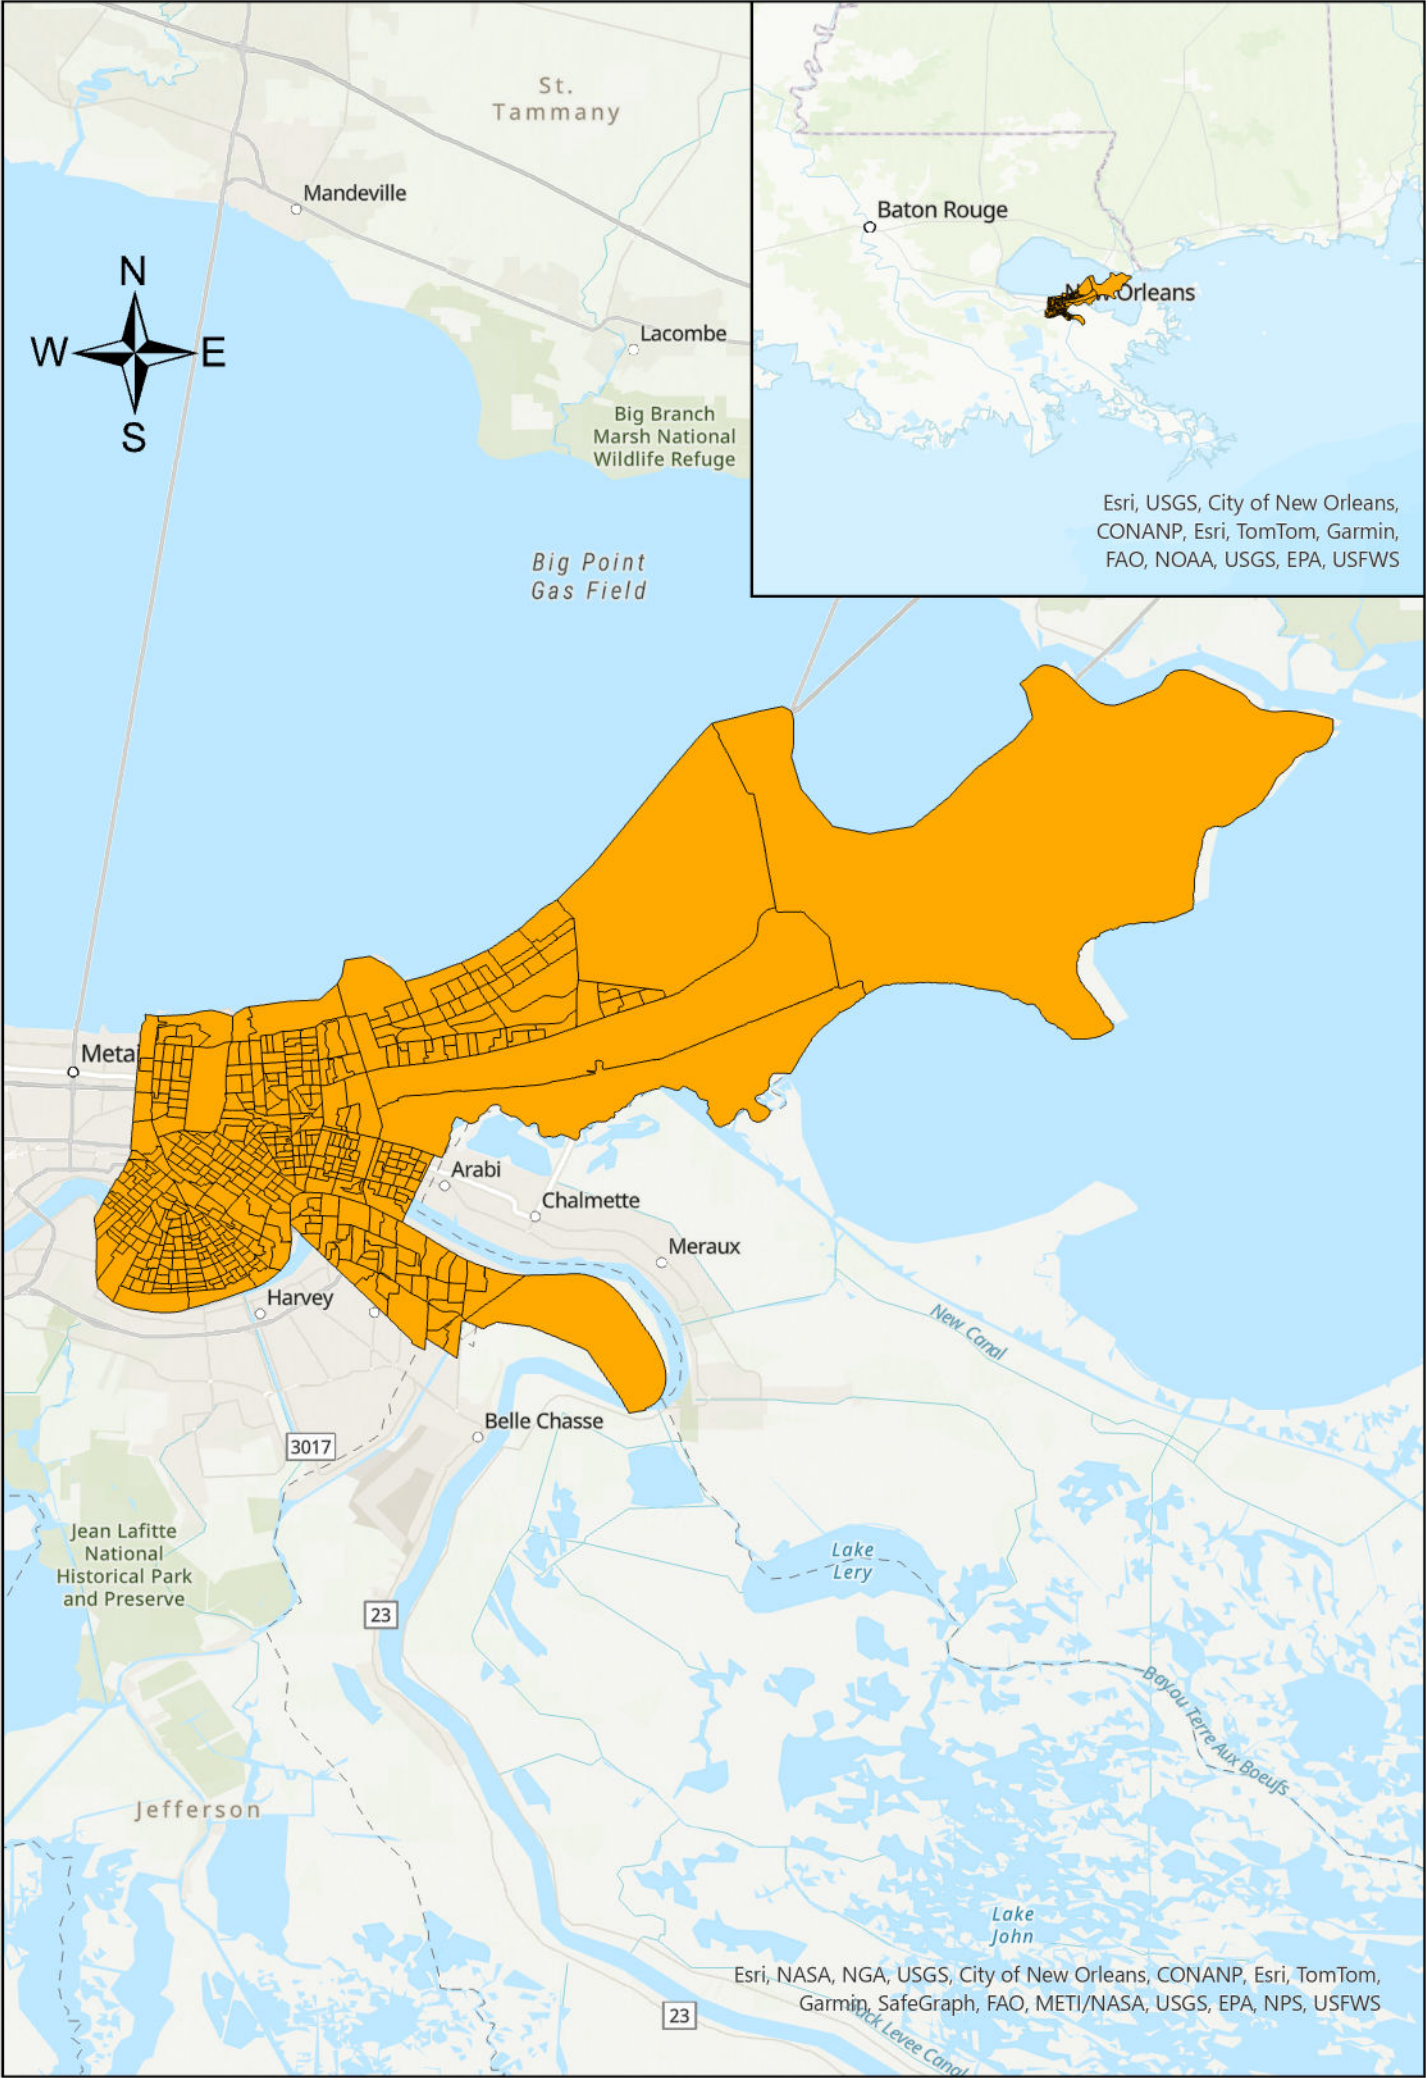 St.
Tammany
Mandeville
Baton Rouge
N
W E
S
Orleans
Lacombe
Big Branch
Marsh National
Wildlife Refuge
Esri, USGS, City of New Orleans,
CONANP, Esri, TomTom, Garmin,
FAO, NOAA, USGS, EPA, USFWS
Big Point
Gas Field
Metai
Arabi
Chalmette
Meraux
Harvey
New Canal
Belle Chasse
3017
Jean Lafitte
National
Historical Park
and Preserve
Lake
Lery
23
Bayou Terre Aux Boeufs
Jefferson
Lake
John
Esri, NASA, NGA, USGS, City of New Orleans, CONANP, Esri, TomTom,
Garmin, SafeGraph, FAO, METI/NASA, USGS, EPA, NPS, USFWS
23
Levee Canal